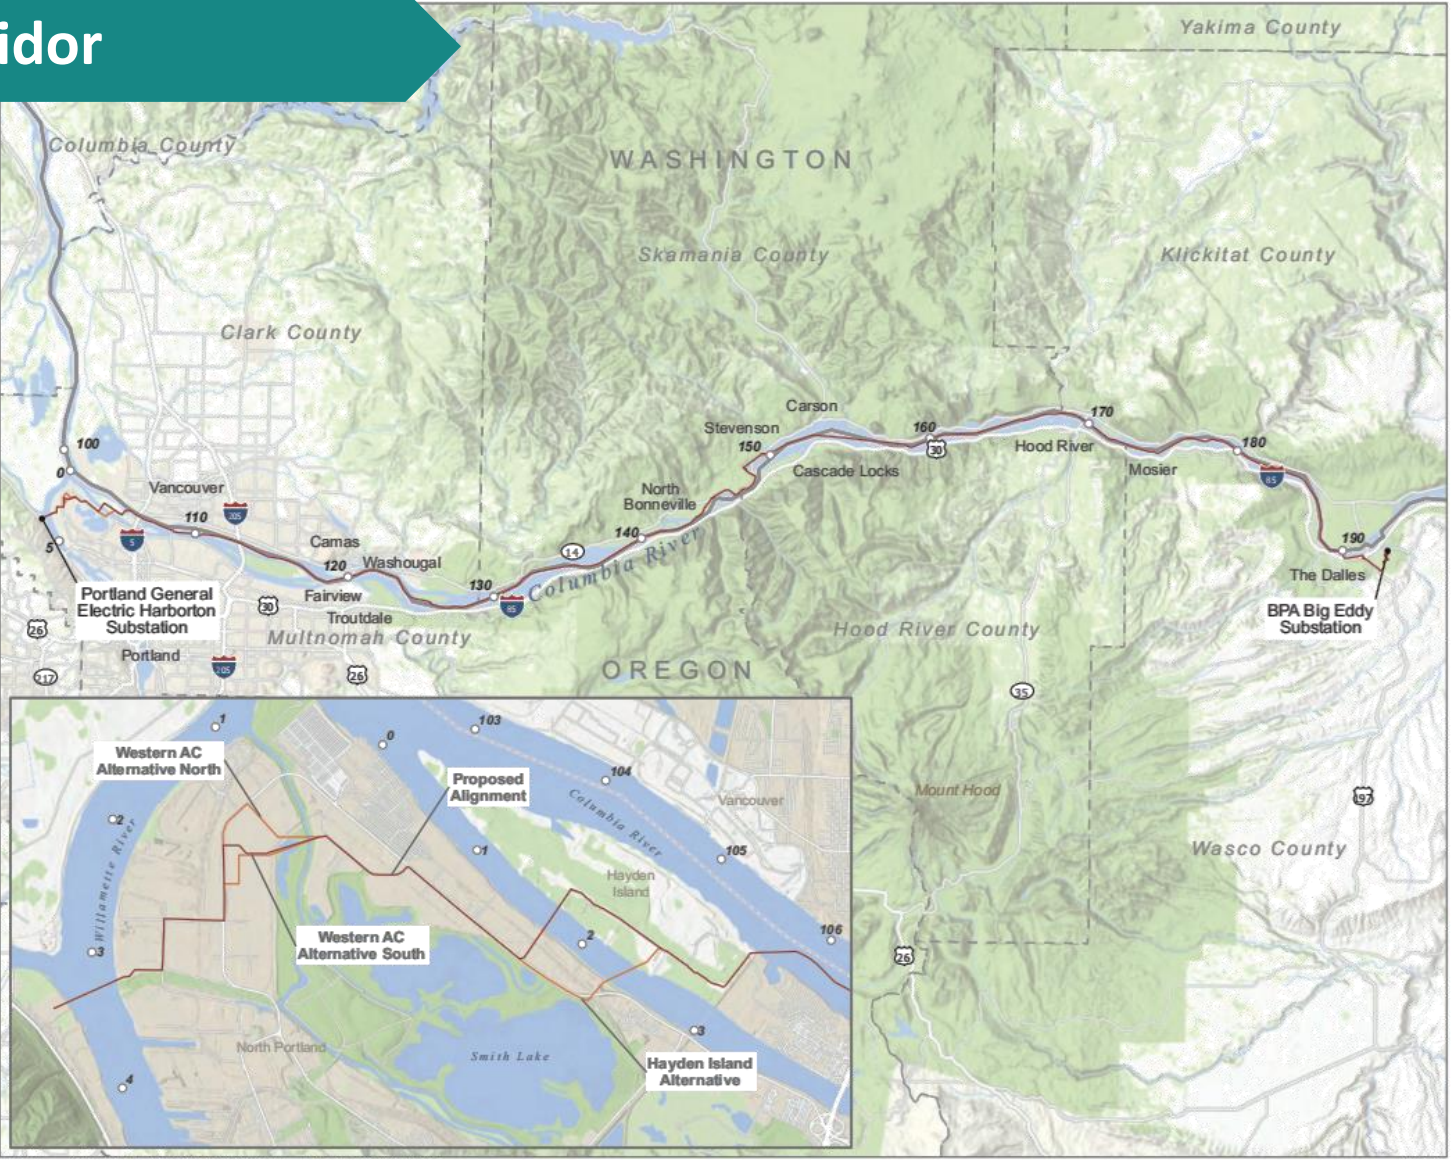 idor
Yakima County
Columbia County
WASHINGTON
Skamania County
Klickitat County
Clark County
100
0
Vancouver
205
110
5
5
Camas
120
Washougal
Fairview
30
Troutdale
130
85
14
Columbia River
140
North
Bonneville
Stevenson
150
Carson
Cascade Locks
160
30
Hood River
170
Mosier
180
85
190
The Dalles
BPA Big Eddy
Substation
Portland General
Electric Harborton
Substation
26
217
Portland
205
26
Multnomah County
OREGON
Hood River County
35
Mount Hood
197
Wasco County
26
1
0
103
Western AC
Alternative North
Proposed
Alignment
104
Columbia River
Vancouver
2
Willamette River
1
105
Hayden
Island
Western AC
Alternative South
2
106
3
3
North Portland
Smith Lake
Hayden Island
Alternative
4